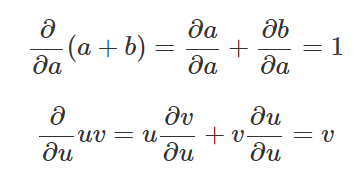 ∂/∂a (a + b) = ∂a/∂a + ∂b/∂a = 1
∂/∂u uv = u ∂v/∂u + v ∂u/∂u = v